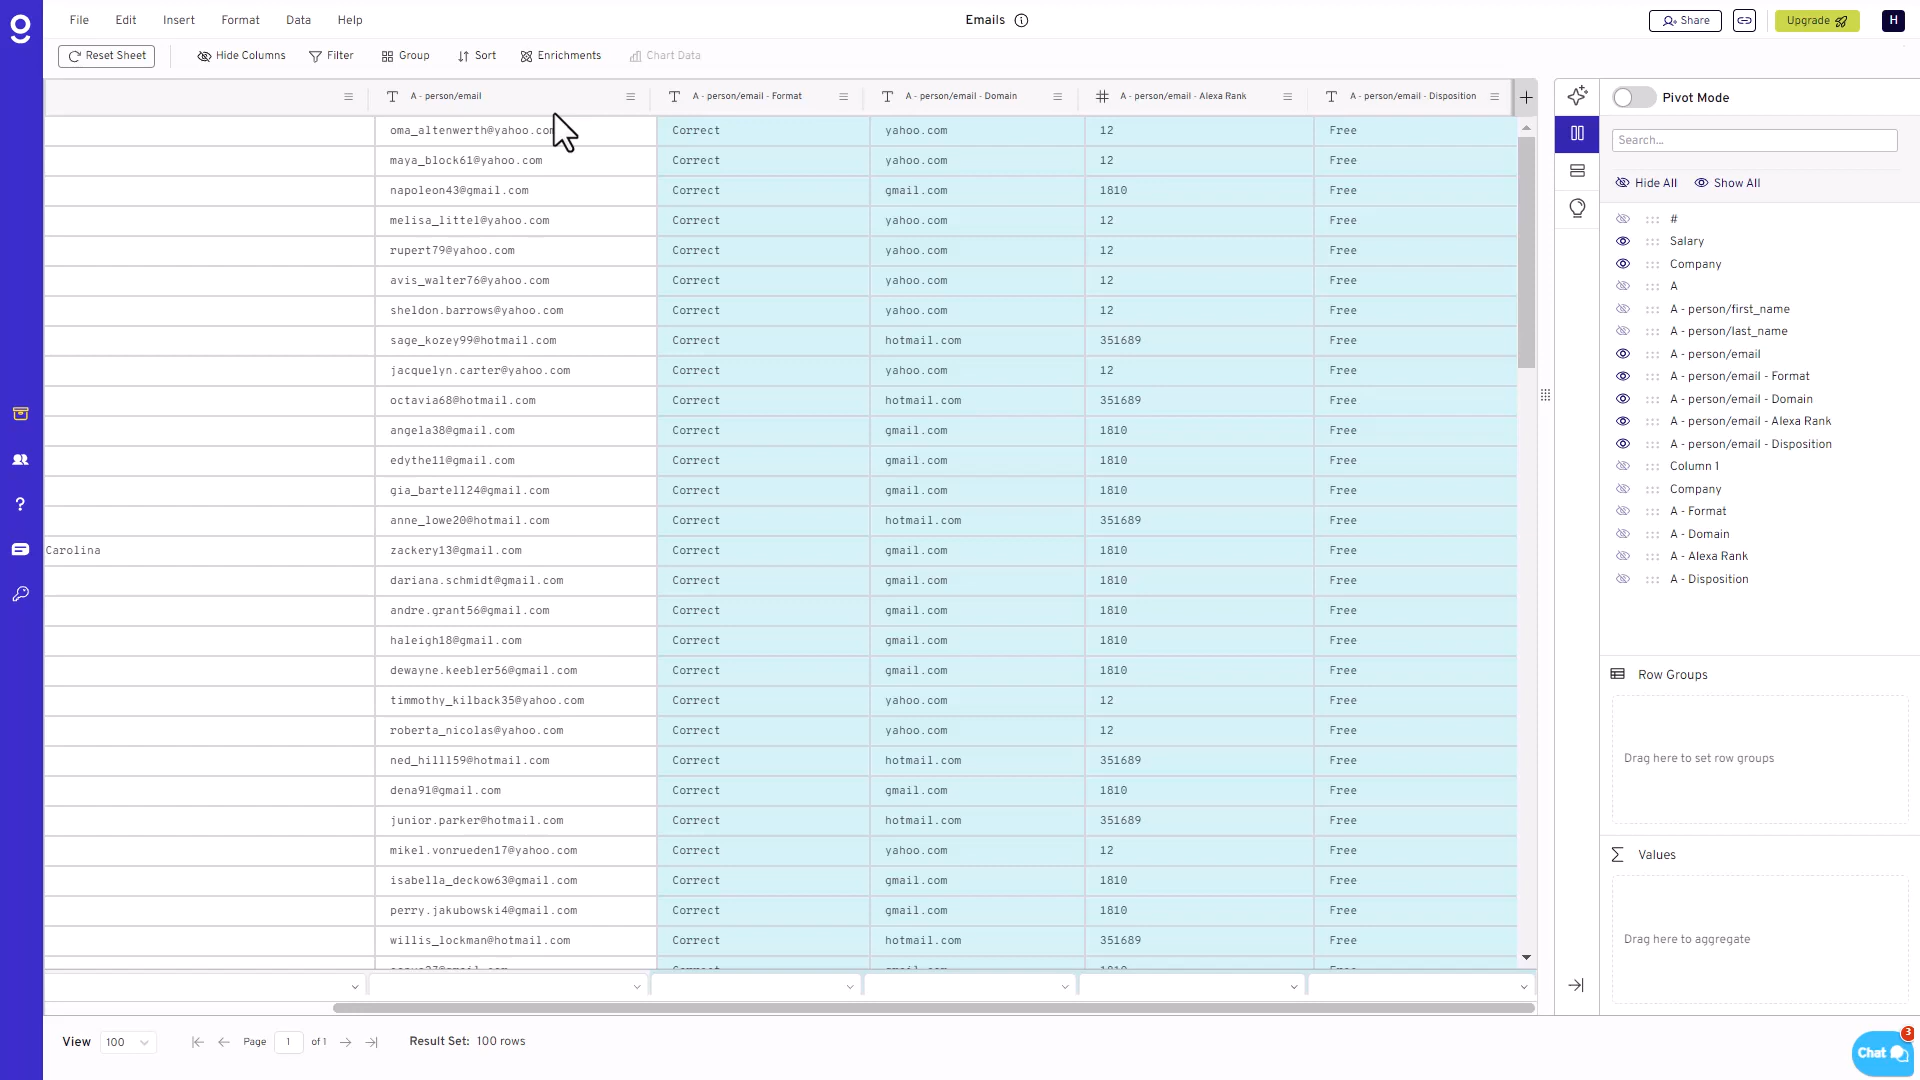 File Edit Insert Format Data Help Emails Share Upgrade H
Reset Sheet Hide Columns Filter Group Sort Enrichments Chart Data
A - person/email A - person/email - Format A - person/email - Domain A - person/email - Alexa Rank A - person/email - Disposition
oma_altenwerth@yahoo.com Correct yahoo.com 12 Free
maya_block61@yahoo.com Correct yahoo.com 12 Free
napoleon43@gmail.com Correct gmail.com 1810 Free
melisa_littel@yahoo.com Correct yahoo.com 12 Free
rupert79@yahoo.com Correct yahoo.com 12 Free
avis_walter76@yahoo.com Correct yahoo.com 12 Free
sheldon.barrows@yahoo.com Correct yahoo.com 12 Free
sage_kozey99@hotmail.com Correct hotmail.com 351689 Free
jacquelyn.carter@yahoo.com Correct yahoo.com 12 Free
octavia68@hotmail.com Correct hotmail.com 351689 Free
angela38@gmail.com Correct gmail.com 1810 Free
edythe11@gmail.com Correct gmail.com 1810 Free
gia_bartell24@gmail.com Correct gmail.com 1810 Free
anne_lowe20@hotmail.com Correct hotmail.com 351689 Free
Carolina zackery13@gmail.com Correct gmail.com 1810 Free
dariana.schmidt@gmail.com Correct gmail.com 1810 Free
andre.grant56@gmail.com Correct gmail.com 1810 Free
haleigh18@gmail.com Correct gmail.com 1810 Free
dewayne.keebler56@gmail.com Correct gmail.com 1810 Free
timmothy_kilback35@yahoo.com Correct yahoo.com 12 Free
roberta_nicolas@yahoo.com Correct yahoo.com 12 Free
ned_hilll59@hotmail.com Correct hotmail.com 351689 Free
dena91@gmail.com Correct gmail.com 1810 Free
junior.parker@hotmail.com Correct hotmail.com 351689 Free
mikel.vonrueden17@yahoo.com Correct yahoo.com 12 Free
isabella_deckow63@gmail.com Correct gmail.com 1810 Free
perry.jakubowski4@gmail.com Correct gmail.com 1810 Free
willis_lockman@hotmail.com Correct hotmail.com 351689 Free
View 100 Page 1 of 1 Result Set: 100 rows
Pivot Mode
Search...
Hide All Show All
#
Salary
Company
A
A - person/first_name
A - person/last_name
A - person/email
A - person/email - Format
A - person/email - Domain
A - person/email - Alexa Rank
A - person/email - Disposition
Column 1
Company
A - Format
A - Domain
A - Alexa Rank
A - Disposition
Row Groups
Drag here to set row groups
Values
Drag here to aggregate
Chat 3